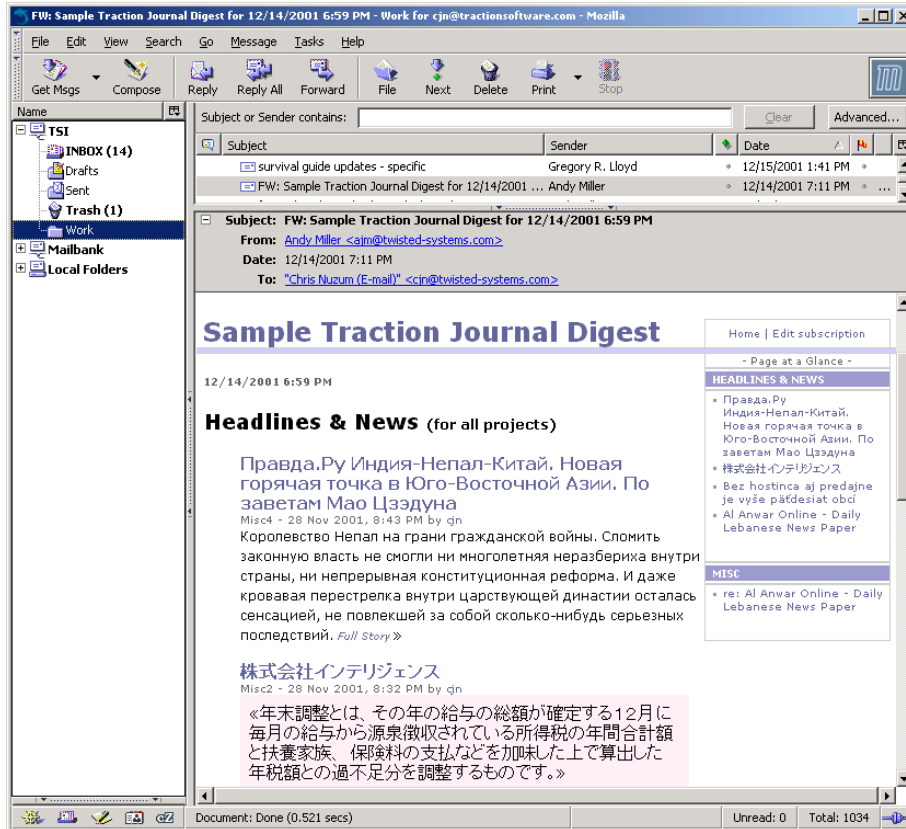 FW: Sample Traction Journal Digest for 12/14/2001 6:59 PM - Work for cjn@tractionsoftware.com - Mozilla
File Edit View Search Go Message Tasks Help
Get Msgs Compose Reply Reply All Forward File Next Delete Print Stop
Name
TSI
INBOX (14)
Drafts
Sent
Trash (1)
Work
Mailbank
Local Folders
Subject or Sender contains: Clear Advanced...
Subject Sender Date
survival guide updates - specific Gregory R. Lloyd 12/15/2001 1:41 PM
FW: Sample Traction Journal Digest for 12/14/2001 ... Andy Miller 12/14/2001 7:11 PM ...
Subject: FW: Sample Traction Journal Digest for 12/14/2001 6:59 PM
From: Andy Miller <ajm@twisted-systems.com>
Date: 12/14/2001 7:11 PM
To: "Chris Nuzum (E-mail)" <cjn@twisted-systems.com>
Sample Traction Journal Digest
12/14/2001 6:59 PM
Headlines & News (for all projects)
Правда.Ру Индия-Непал-Китай. Новая
горячая точка в Юго-Восточной Азии. По
заветам Мао Цзэдуна
Misc4 - 28 Nov 2001, 8:43 PM by cjn
Королевство Непал на грани гражданской войны. Сломить
законную власть не смогли ни многолетняя неразбериха внутри
страны, ни непрерывная конституционная реформа. И даже
кровавая перестрелка внутри царствующей династии осталась
сенсацией, не повлекшей за собой сколько-нибудь серьезных
последствий. Full Story »
株式会社インテリジェンス
Misc2 - 28 Nov 2001, 8:32 PM by cjn
≪年末調整とは、その年の給与の総額が確定する12月に
毎月の給与から源泉徴収されている所得税の年間合計額
と扶養家族、保険料の支払などを加味した上で算出した
年税額との過不足分を調整するものです。≫
Home | Edit subscription
- Page at a Glance -
HEADLINES & NEWS
Правда.Ру
Индия-Непал-Китай.
Новая горячая точка в
Юго-Восточной Азии. По
заветам Мао Цзэдуна
株式会社インテリジェンス
Bez hostinca aj predajne
je vyše päťdesiat obcí
Al Anwar Online - Daily
Lebanese News Paper
MISC
re: Al Anwar Online - Daily
Lebanese News Paper
Document: Done (0.521 secs) Unread: 0 Total: 1034